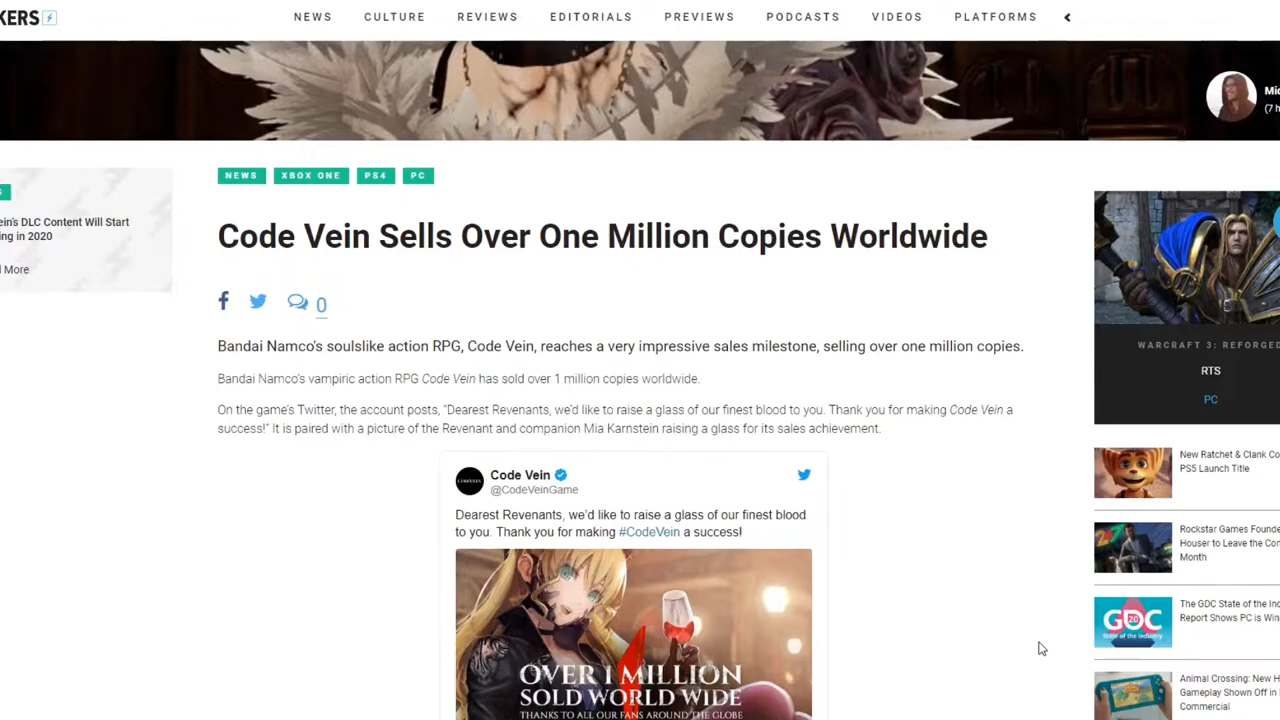 KERS
NEWS CULTURE REVIEWS EDITORIALS PREVIEWS PODCASTS VIDEOS PLATFORMS
(7 h
ein's DLC Content Will Start
ing in 2020
More
NEWS XBOX ONE PS4 PC
Code Vein Sells Over One Million Copies Worldwide
0
Bandai Namco's soulslike action RPG, Code Vein, reaches a very impressive sales milestone, selling over one million copies.
Bandai Namco's vampiric action RPG Code Vein has sold over 1 million copies worldwide.
On the game's Twitter, the account posts, “Dearest Revenants, we'd like to raise a glass of our finest blood to you. Thank you for making Code Vein a
success!” It is paired with a picture of the Revenant and companion Mia Karnstein raising a glass for its sales achievement.
Code Vein
@CodeVeinGame
Dearest Revenants, we'd like to raise a glass of our finest blood
to you. Thank you for making #CodeVein a success!
OVER 1 MILLION
SOLD WORLD WIDE
THANKS TO ALL OUR FANS AROUND THE GLOBE
WARCRAFT 3: REFORGED
RTS
PC
New Ratchet & Clank Co
PS5 Launch Title
Rockstar Games Founde
Houser to Leave the Con
Month
GDC
The GDC State of the Ind
Report Shows PC is Win
Animal Crossing: New H
Gameplay Shown Off in
Commercial